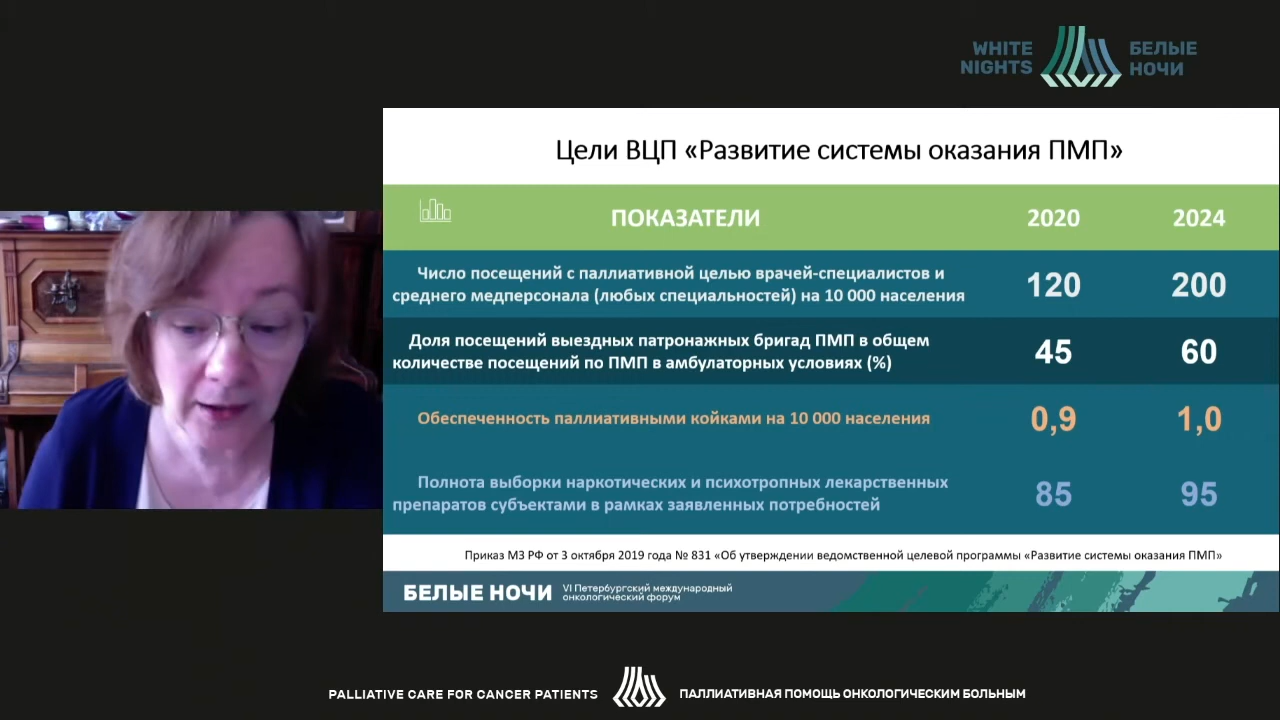 WHITE
NIGHTS
БЕЛЫЕ
НОЧИ
Цели ВЦП «Развитие системы оказания ПМП»
ПОКАЗАТЕЛИ 2020 2024
Число посещений с паллиативной целью врачей-специалистов и
среднего медперсонала (любых специальностей) на 10 000 населения
120 200
Доля посещений выездных патронажных бригад ПМП в общем
количестве посещений по ПМП в амбулаторных условиях (%)
45 60
Обеспеченность паллиативными койками на 10 000 населения 0,9 1,0
Полнота выборки наркотических и психотропных лекарственных
препаратов субъектами в рамках заявленных потребностей
85 95
Приказ МЗ РФ от 3 октября 2019 года № 831 «Об утверждении ведомственной целевой программы «Развитие системы оказания ПМП»
БЕЛЫЕ НОЧИ
VI Петербургский международный
онкологический форум
PALLIATIVE CARE FOR CANCER PATIENTS
ПАЛЛИАТИВНАЯ ПОМОЩЬ ОНКОЛОГИЧЕСКИМ БОЛЬНЫМ